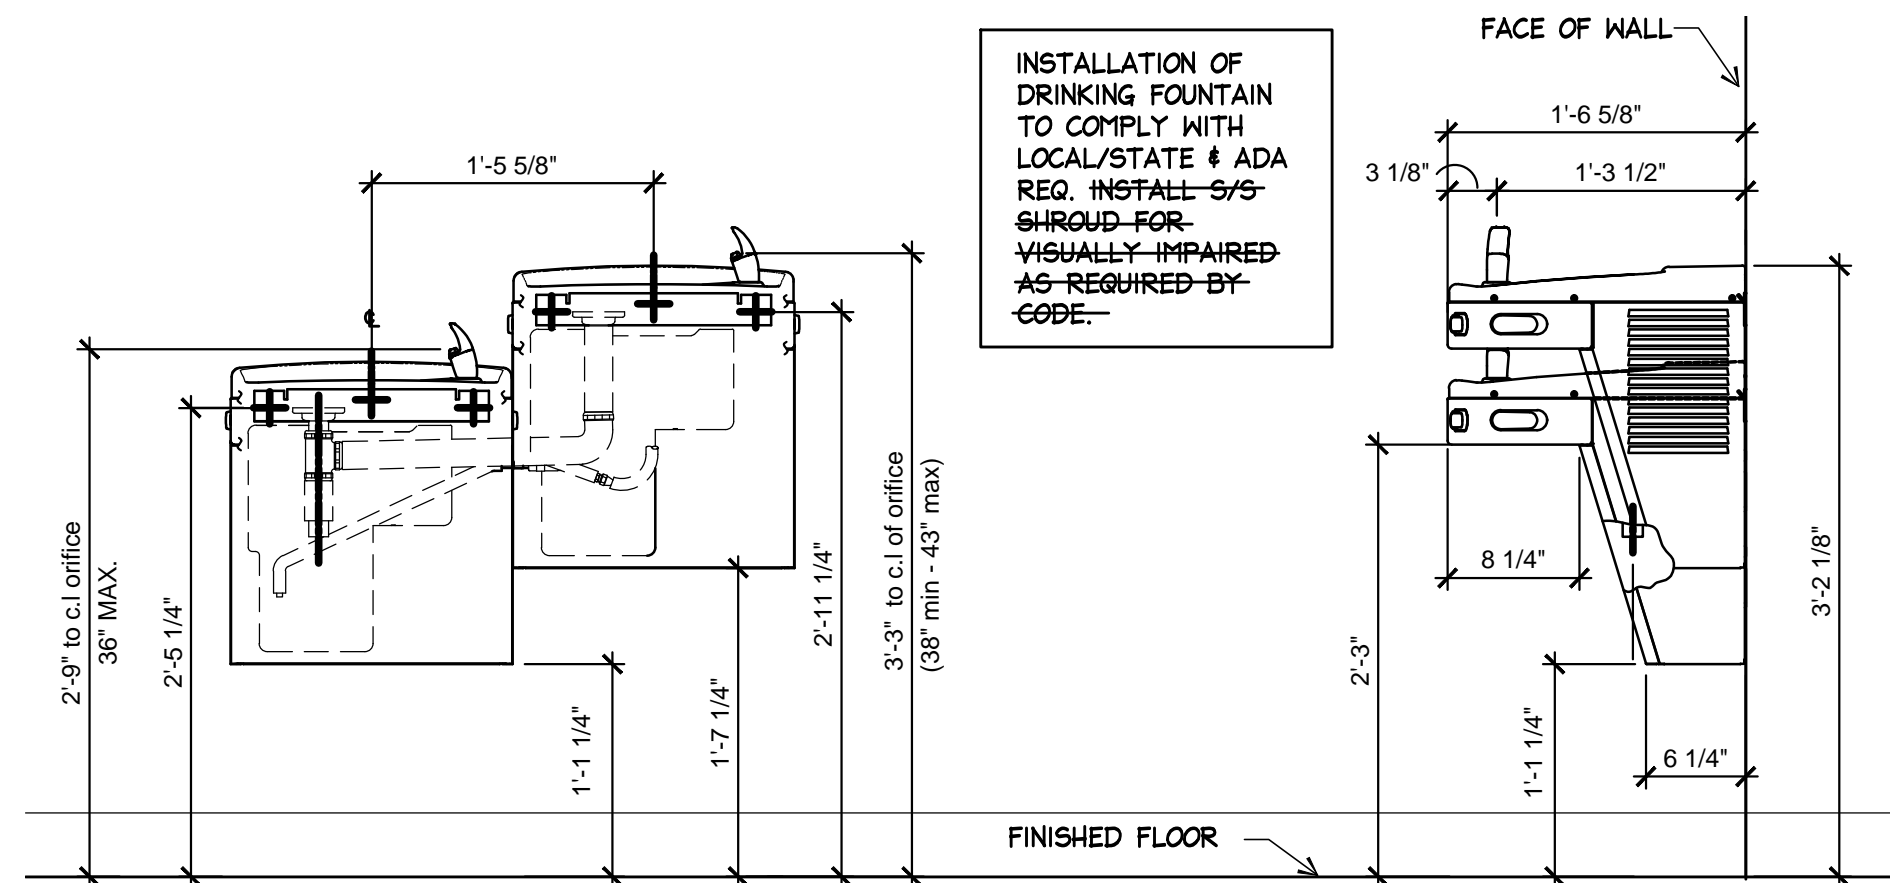 FACE OF WALL
INSTALLATION OF
DRINKING FOUNTAIN
TO COMPLY WITH
LOCAL/STATE & ADA
REQ. INSTALL S/S
SHROUD FOR
VISUALLY IMPAIRED
AS REQUIRED BY
CODE.
1'-6 5/8"
3 1/8"
1'-3 1/2"
1'-5 5/8"
℄
2'-9" to c.l orifice
36" MAX.
2'-5 1/4"
1'-1 1/4"
1'-7 1/4"
2'-11 1/4"
3'-3" to c.l of orifice
(38" min - 43" max)
8 1/4"
2'-3"
1'-1 1/4"
6 1/4"
3'-2 1/8"
FINISHED FLOOR